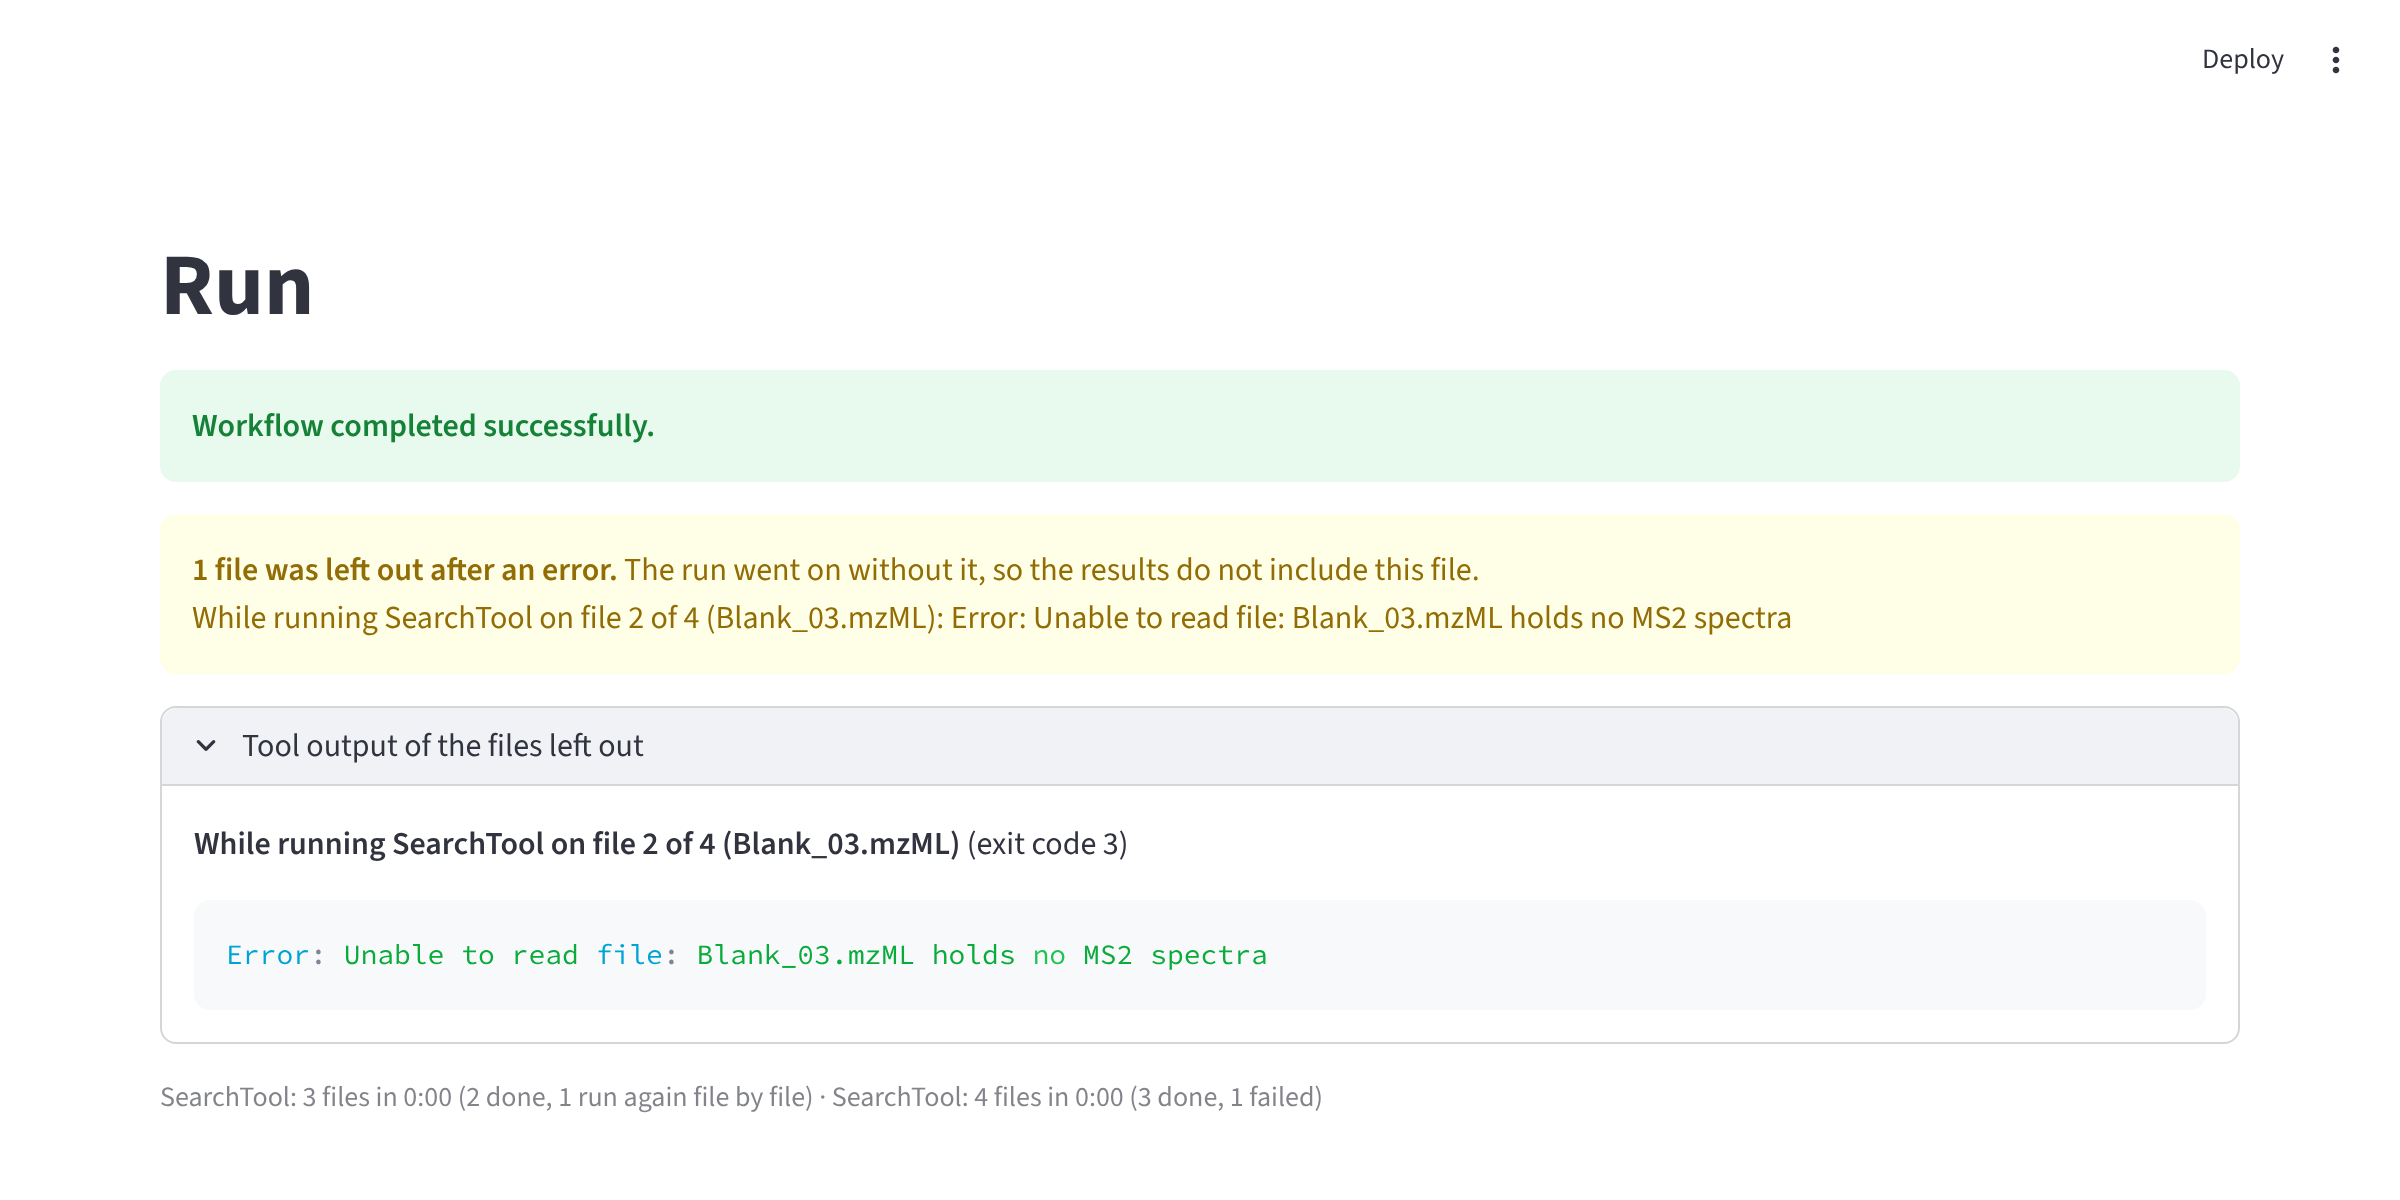 Deploy
Run
Workflow completed successfully.
1 file was left out after an error. The run went on without it, so the results do not include this file.
While running SearchTool on file 2 of 4 (Blank_03.mzML): Error: Unable to read file: Blank_03.mzML holds no MS2 spectra
Tool output of the files left out
While running SearchTool on file 2 of 4 (Blank_03.mzML) (exit code 3)
Error: Unable to read file: Blank_03.mzML holds no MS2 spectra
SearchTool: 3 files in 0:00 (2 done, 1 run again file by file) · SearchTool: 4 files in 0:00 (3 done, 1 failed)